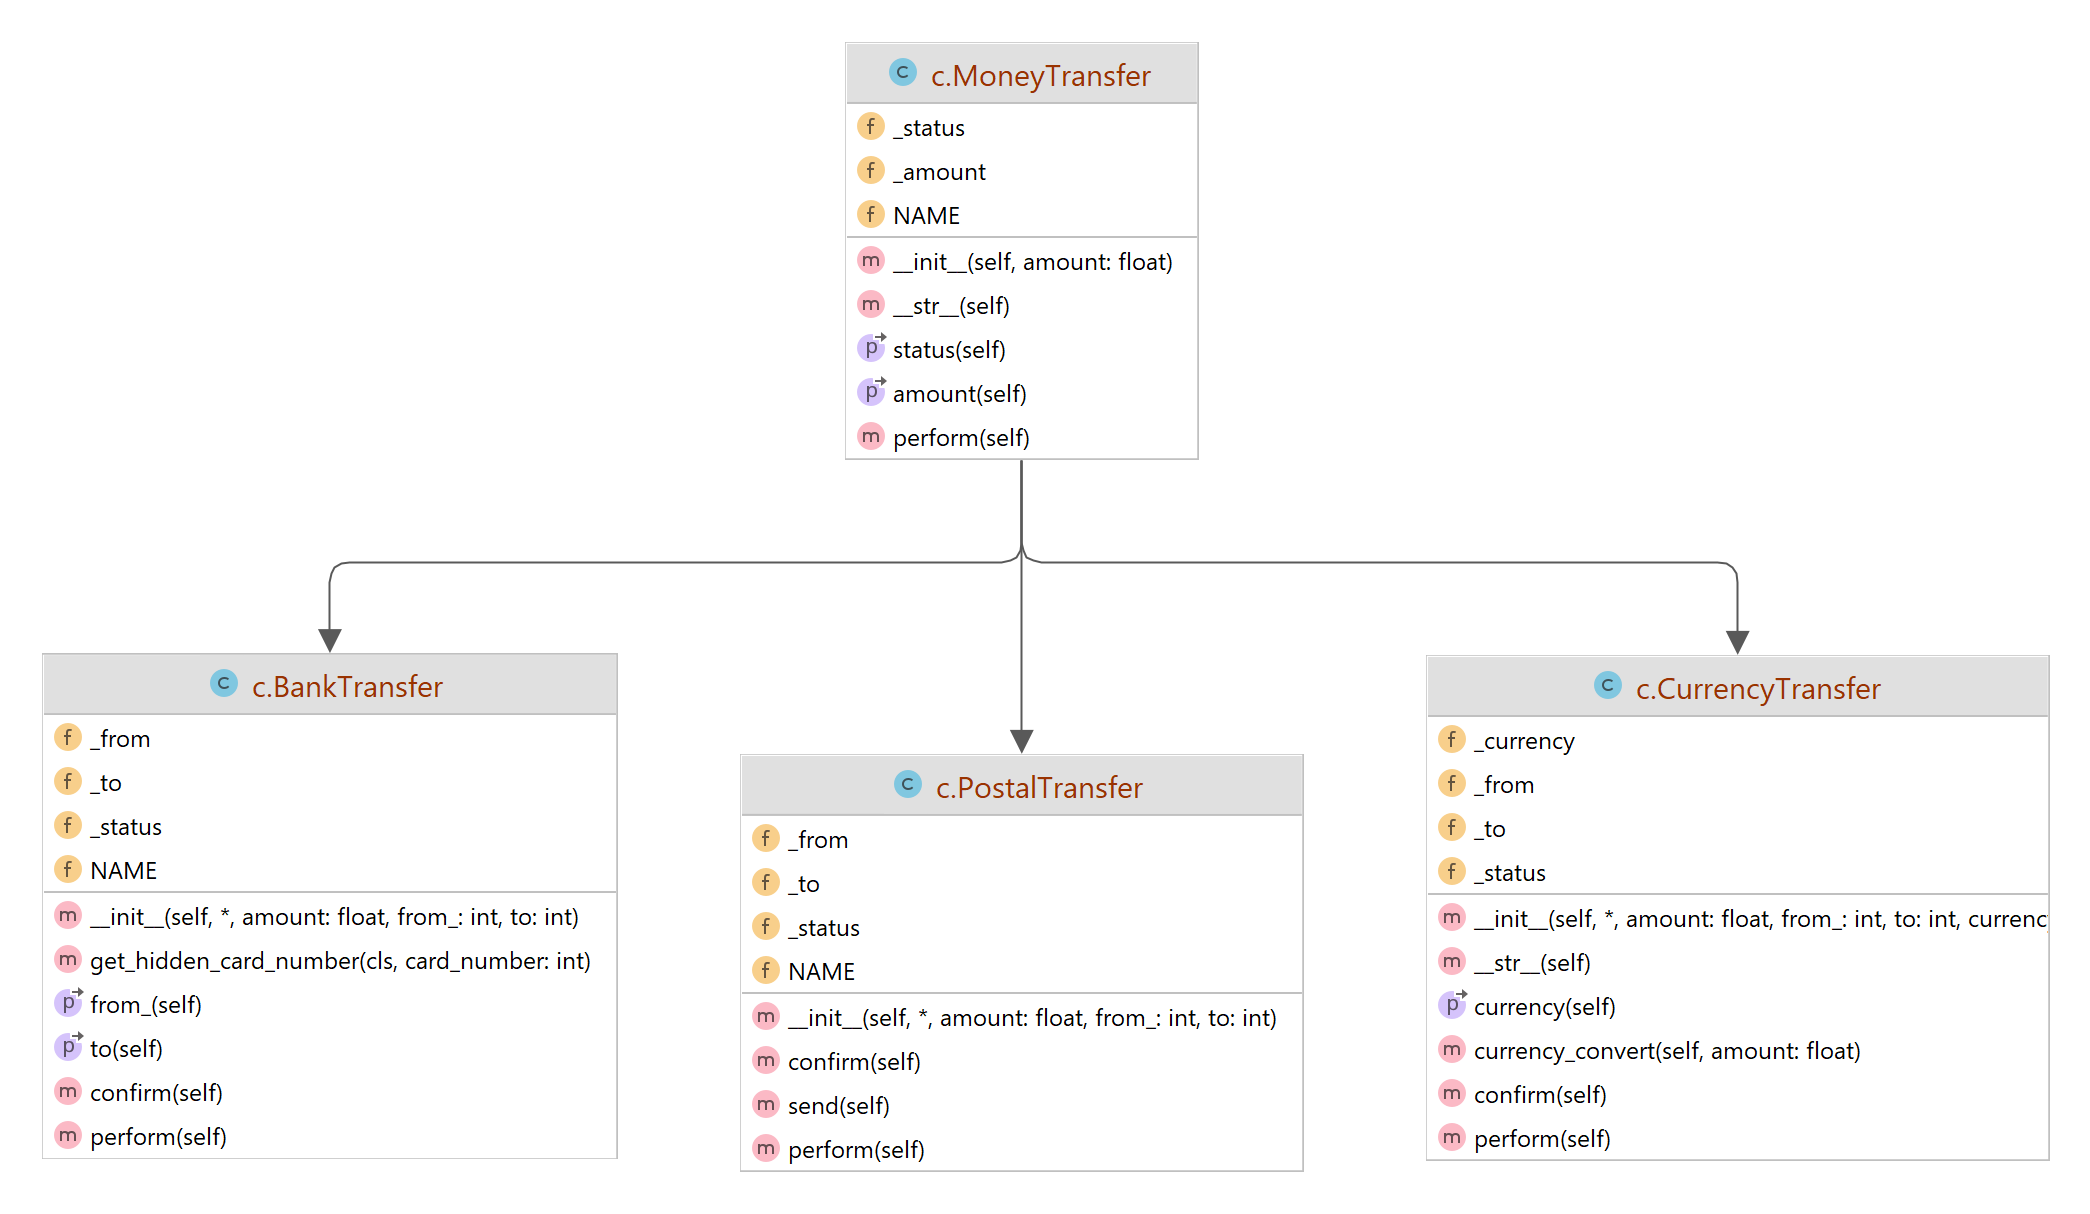 C c.MoneyTransfer
f _status
f _amount
f NAME
m __init__(self, amount: float)
m __str__(self)
p status(self)
p amount(self)
m perform(self)
C c.BankTransfer
f _from
f _to
f _status
f NAME
m __init__(self, *, amount: float, from_: int, to: int)
m get_hidden_card_number(cls, card_number: int)
p from_(self)
p to(self)
m confirm(self)
m perform(self)
C c.PostalTransfer
f _from
f _to
f _status
f NAME
m __init__(self, *, amount: float, from_: int, to: int)
m confirm(self)
m send(self)
m perform(self)
C c.CurrencyTransfer
f _currency
f _from
f _to
f _status
m __init__(self, *, amount: float, from_: int, to: int,
m __str__(self)
p currency(self)
m currency_convert(self, amount: float)
m confirm(self)
m perform(self)